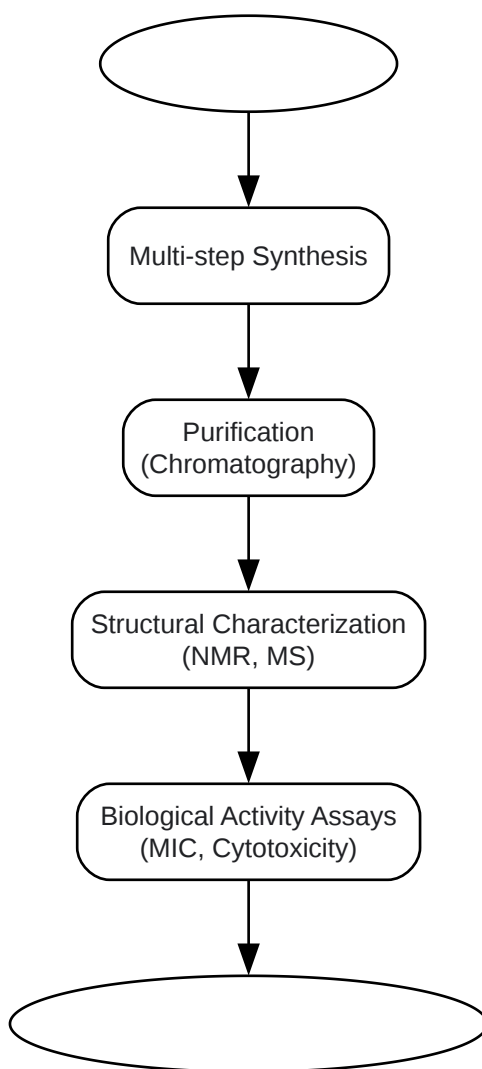 Multi-step Synthesis
Purification
(Chromatography)
Structural Characterization
(NMR, MS)
Biological Activity Assays
(MIC, Cytotoxicity)